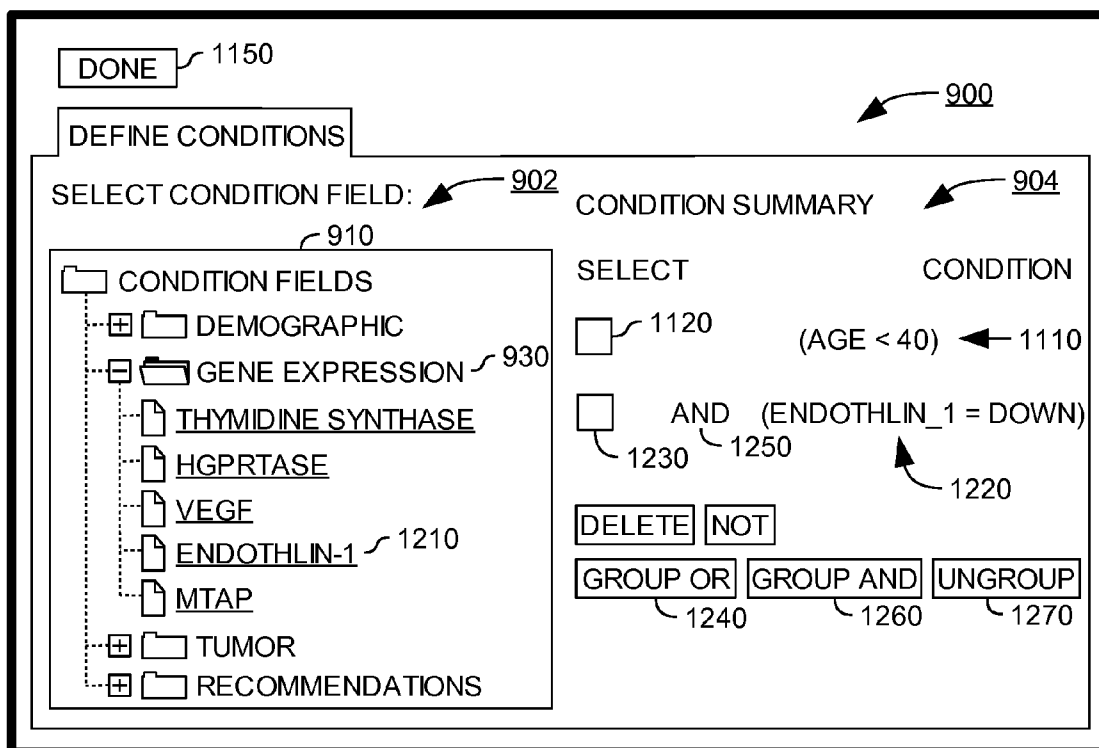 DONE 1150
900
DEFINE CONDITIONS
SELECT CONDITION FIELD: 902
910
CONDITION FIELDS
DEMOGRAPHIC
GENE EXPRESSION 930
THYMIDINE SYNTHASE
HGPRTASE
VEGF
ENDOTHLIN-1 1210
MTAP
TUMOR
RECOMMENDATIONS
CONDITION SUMMARY 904
SELECT CONDITION
1120 (AGE < 40) 1110
AND (ENDOTHLIN_1 = DOWN)
1230 1250 1220
DELETE NOT
GROUP OR GROUP AND UNGROUP
1240 1260 1270